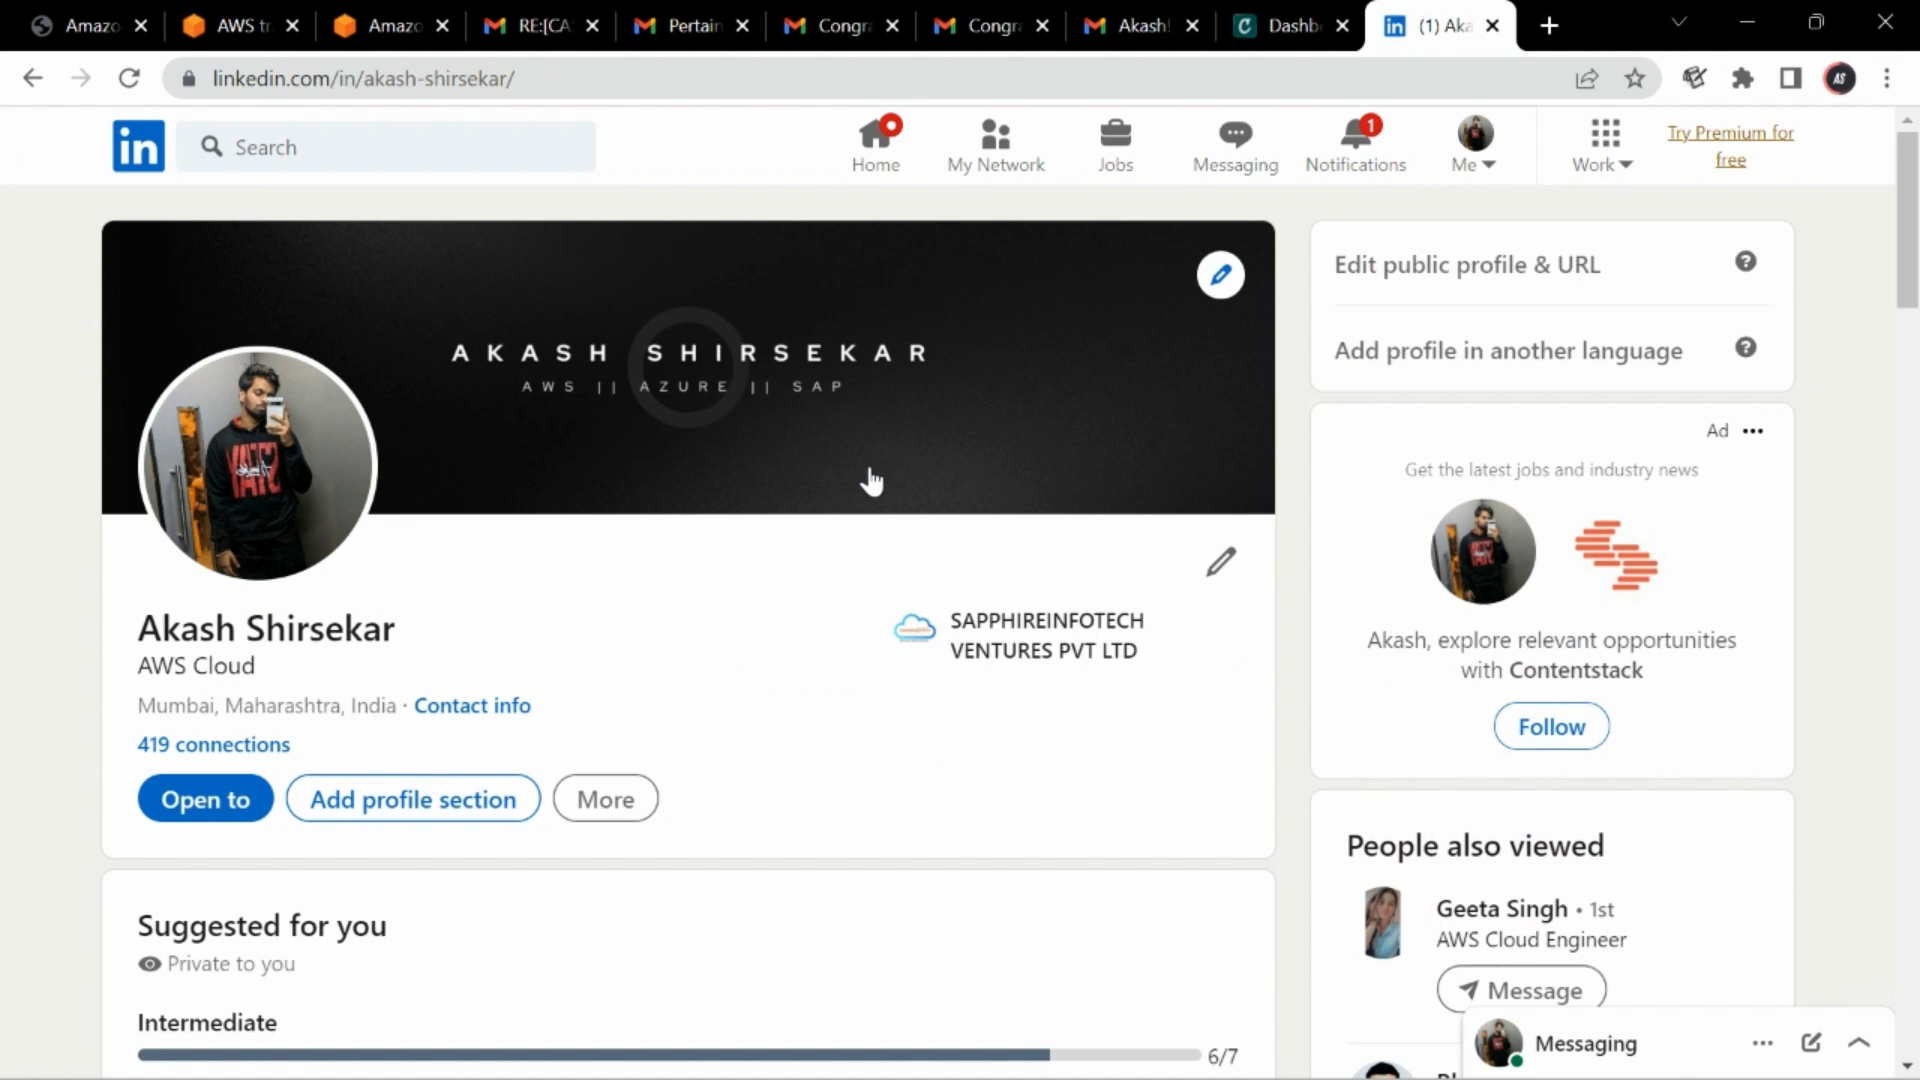 Amazo
AWS tr
Amazo
RE:[CA
Pertain
Congra
Congra
Akash!
Dashb
(1) Aka
linkedin.com/in/akash-shirsekar/
AS
in
Search
Home
My Network
Jobs
Messaging
1
Notifications
Me
Work
Try Premium for
free
AKASH SHIRSEKAR
AWS || AZURE || SAP
Akash Shirsekar
AWS Cloud
Mumbai, Maharashtra, India · Contact info
419 connections
Open to
Add profile section
More
SAPPHIREINFOTECH
VENTURES PVT LTD
Suggested for you
Private to you
Intermediate
6/7
Edit public profile & URL
Add profile in another language
Ad
Get the latest jobs and industry news
Akash, explore relevant opportunities
with Contentstack
Follow
People also viewed
Geeta Singh · 1st
AWS Cloud Engineer
Message
Messaging